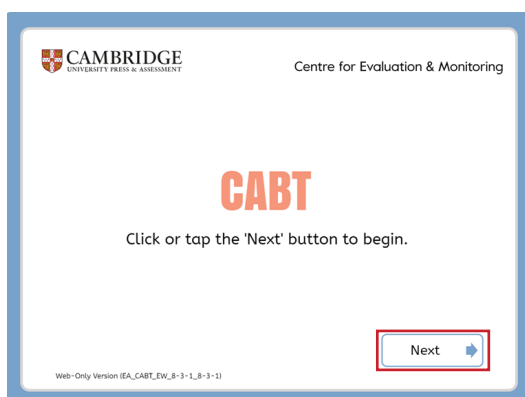 CAMBRIDGE
UNIVERSITY PRESS & ASSESSMENT
Centre for Evaluation & Monitoring
CABT
Click or tap the 'Next' button to begin.
Next
Web-Only Version (EA_CABT_EW_8-3-1_8-3-1)